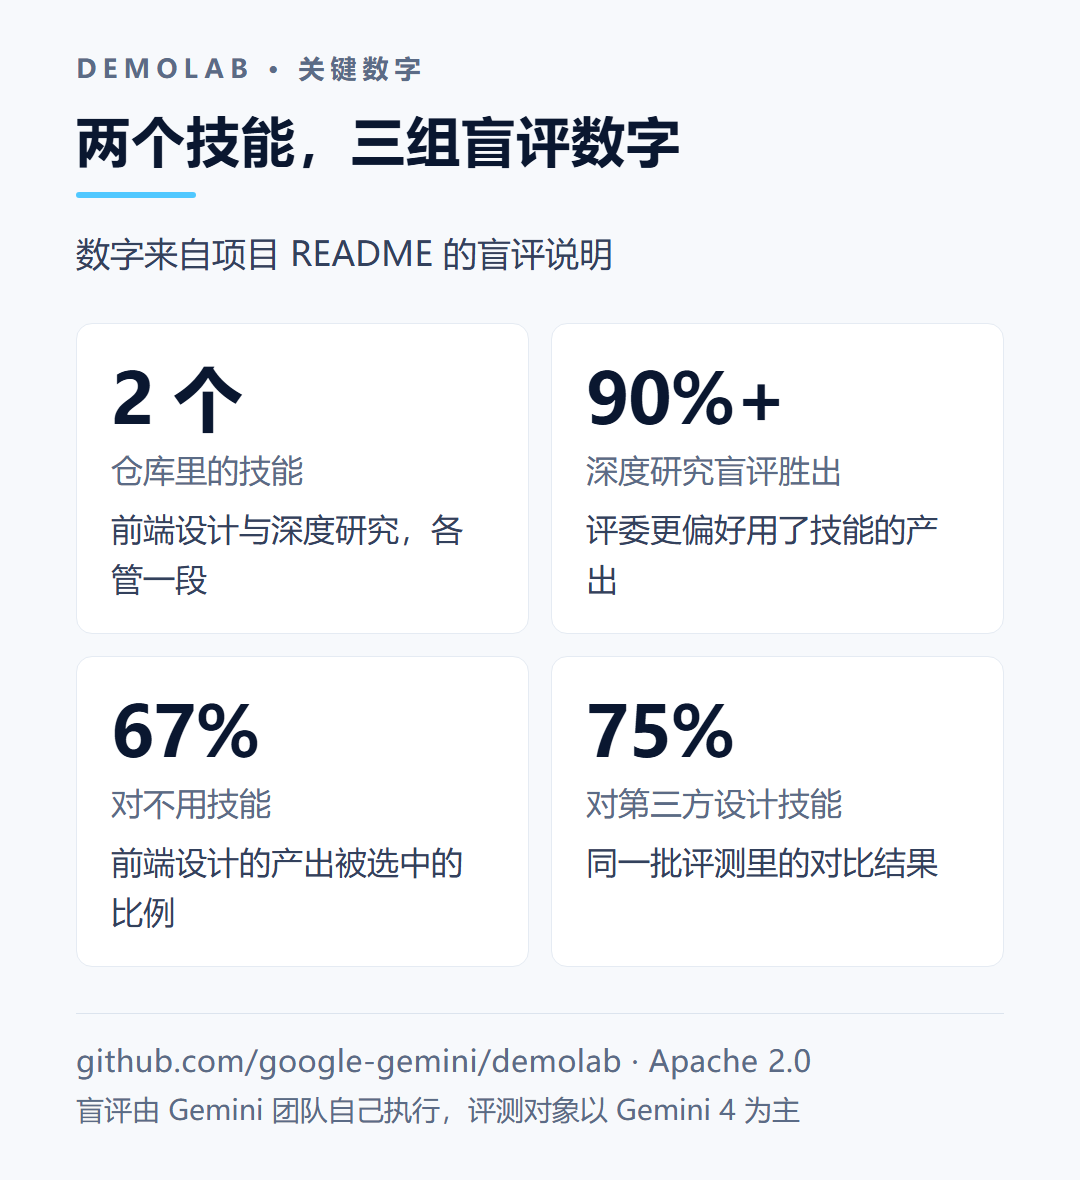 DEMOLAB • 关键数字
两个技能，三组盲评数字
数字来自项目 README 的盲评说明
2 个
仓库里的技能
前端设计与深度研究，各
管一段
90%+
深度研究盲评胜出
评委更偏好用了技能的产
出
67%
对不用技能
前端设计的产出被选中的
比例
75%
对第三方设计技能
同一批评测里的对比结果
github.com/google-gemini/demolab · Apache 2.0
盲评由 Gemini 团队自己执行，评测对象以 Gemini 4 为主